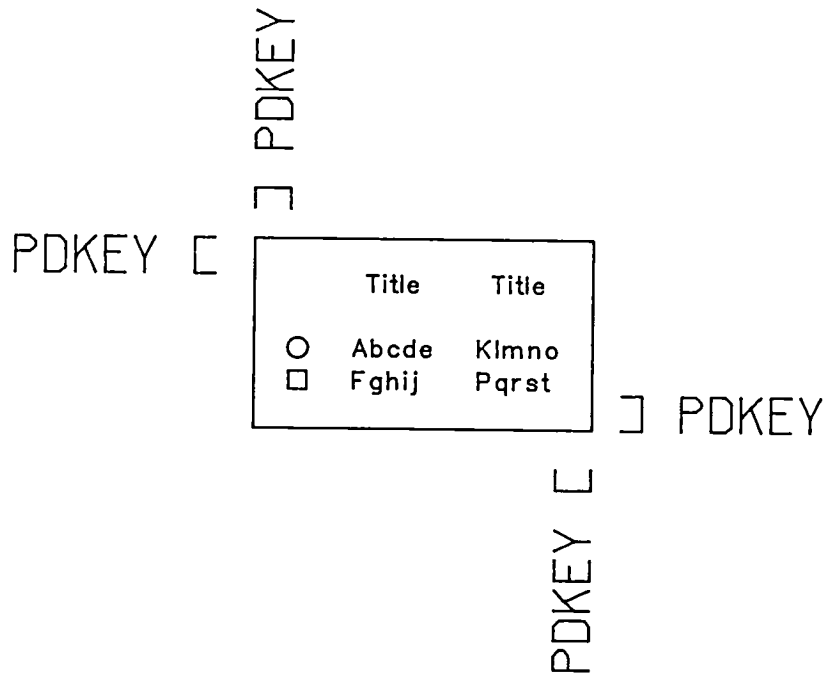 PDKEY
PDKEY
Title Title
Abcde Klmno
Fghij Pqrst
PDKEY
PDKEY